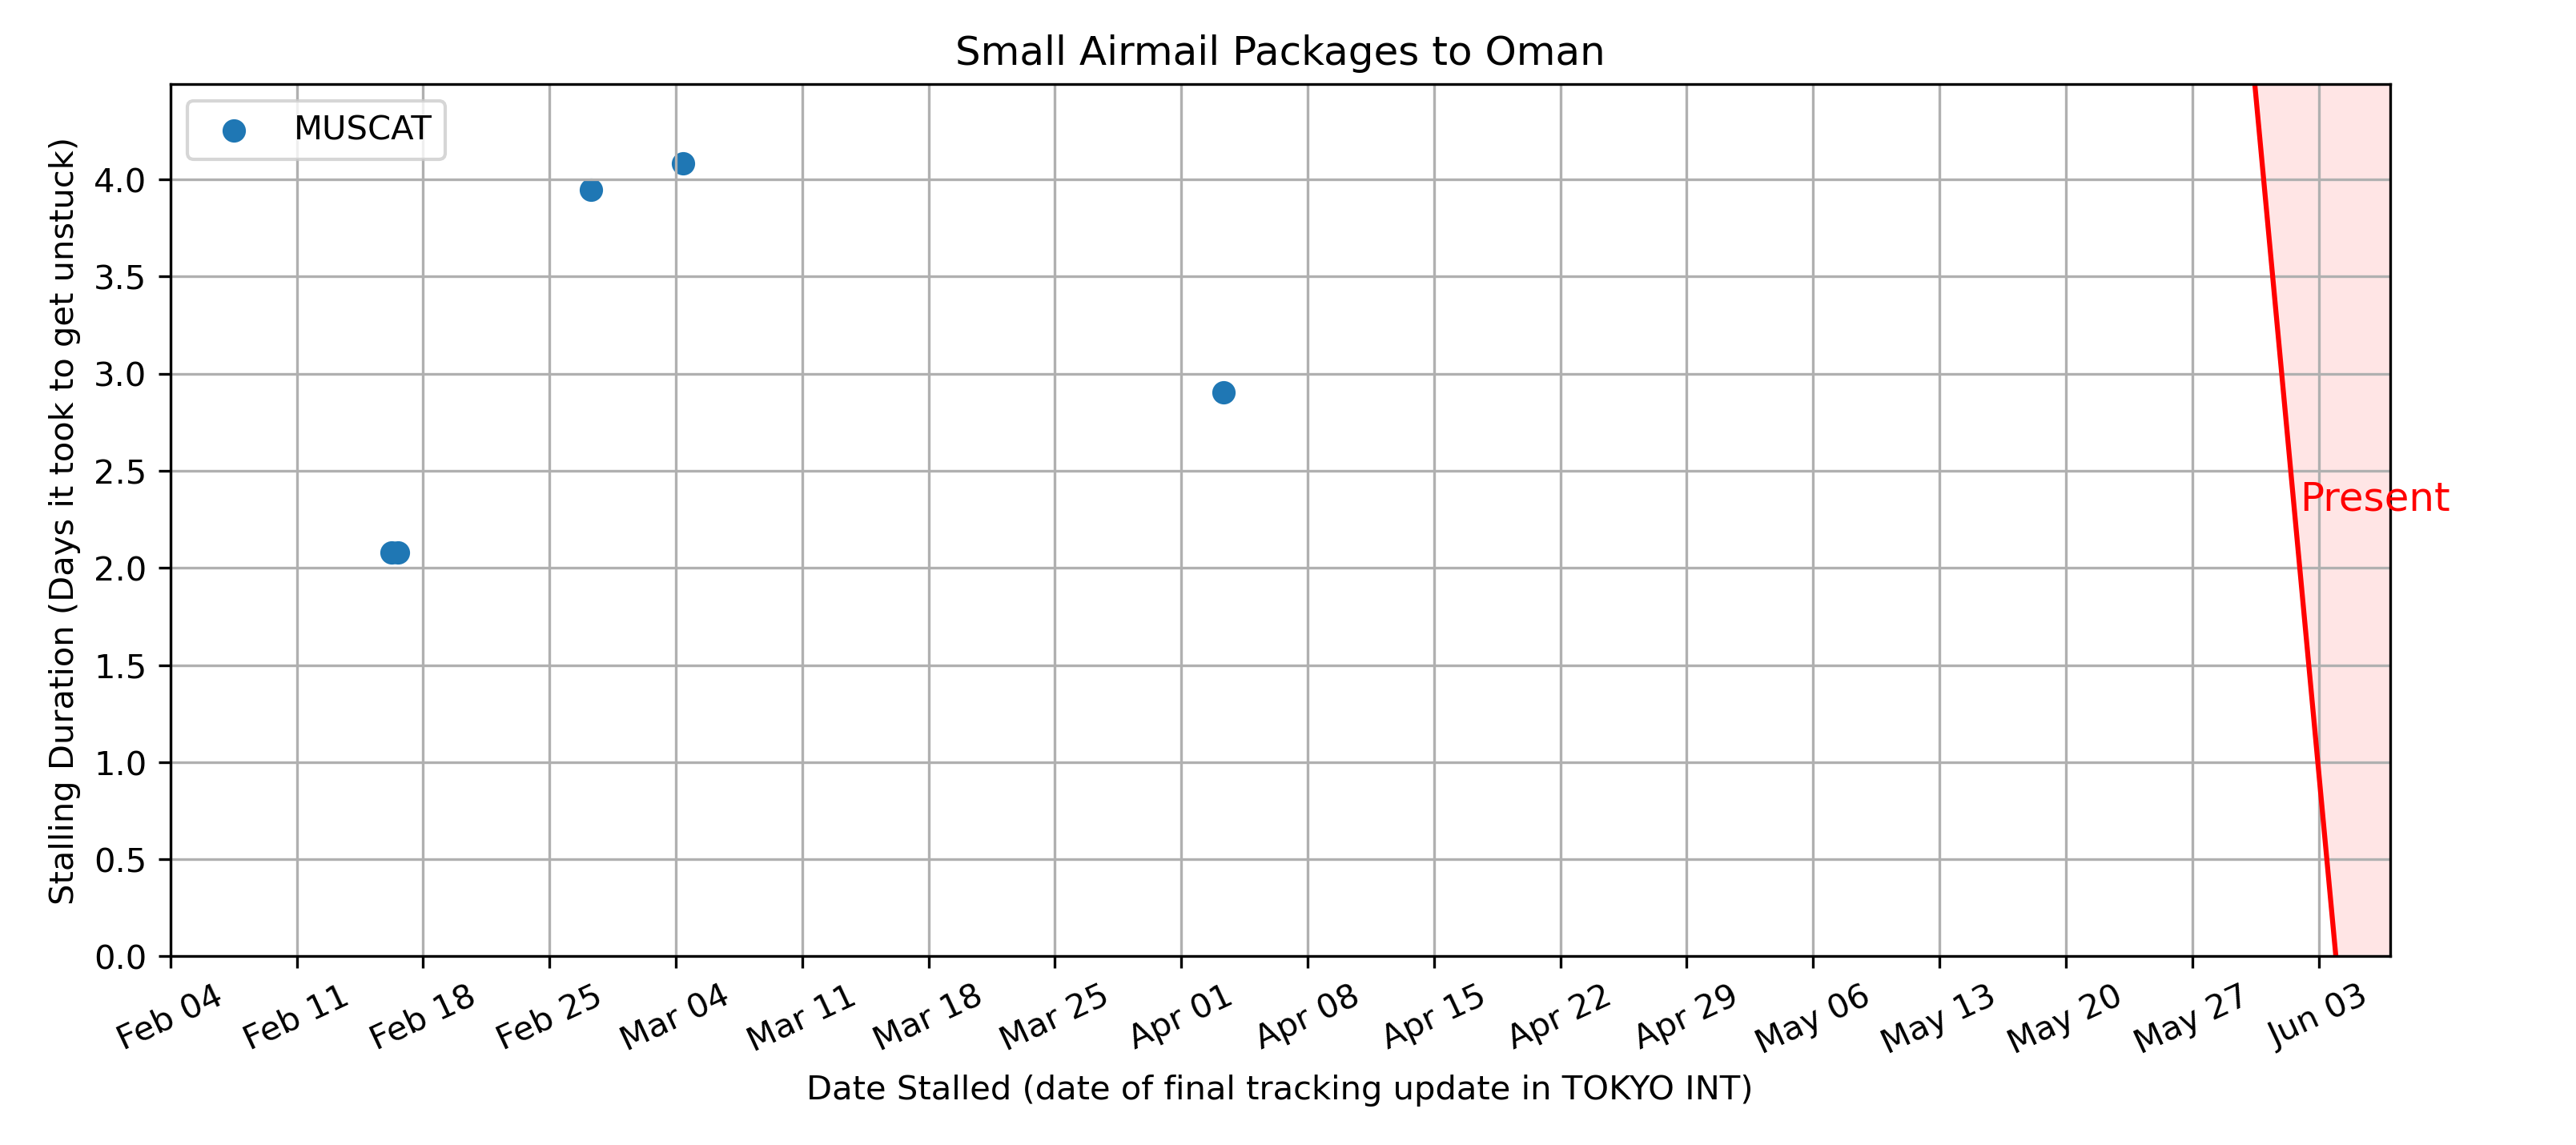 Small Airmail Packages to Oman
MUSCAT
Stalling Duration (Days it took to get unstuck)
4.0
3.5
3.0
2.5
2.0
1.5
1.0
0.5
0.0
Present
Feb 04 Feb 11 Feb 18 Feb 25 Mar 04 Mar 11 Mar 18 Mar 25 Apr 01 Apr 08 Apr 15 Apr 22 Apr 29 May 06 May 13 May 20 May 27 Jun 03
Date Stalled (date of final tracking update in TOKYO INT)